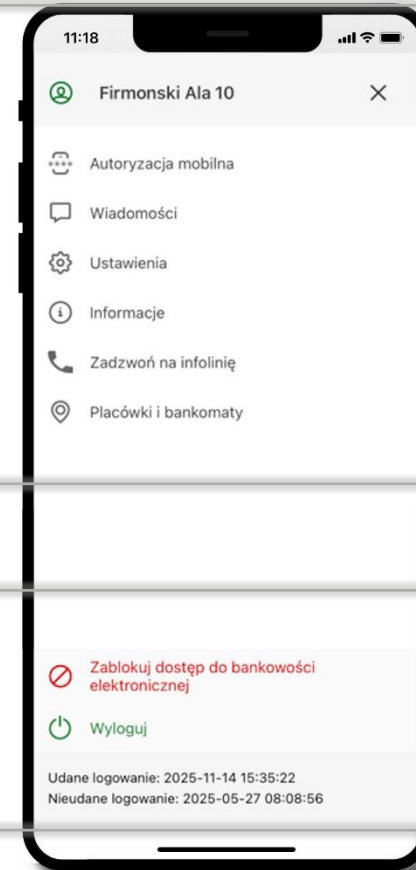 11:18
Firmonski Ala 10
Autoryzacja mobilna
Wiadomości
Ustawienia
Informacje
Zadzwoń na infolinię
Placówki i bankomaty
Zablokuj dostęp do bankowości
elektronicznej
Wyloguj
Udane logowanie: 2025-11-14 15:35:22
Nieudane logowanie: 2025-05-27 08:08:56